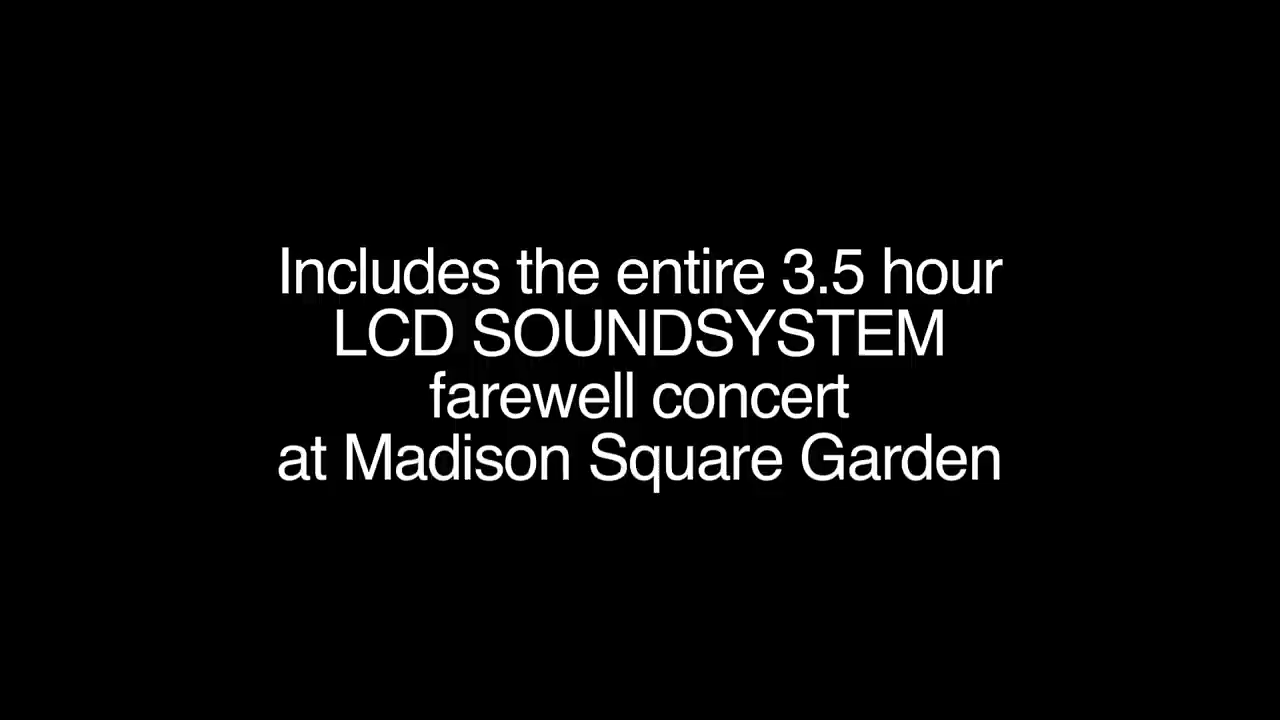 Includes the entire 3.5 hour
LCD SOUNDSYSTEM
farewell concert
at Madison Square Garden